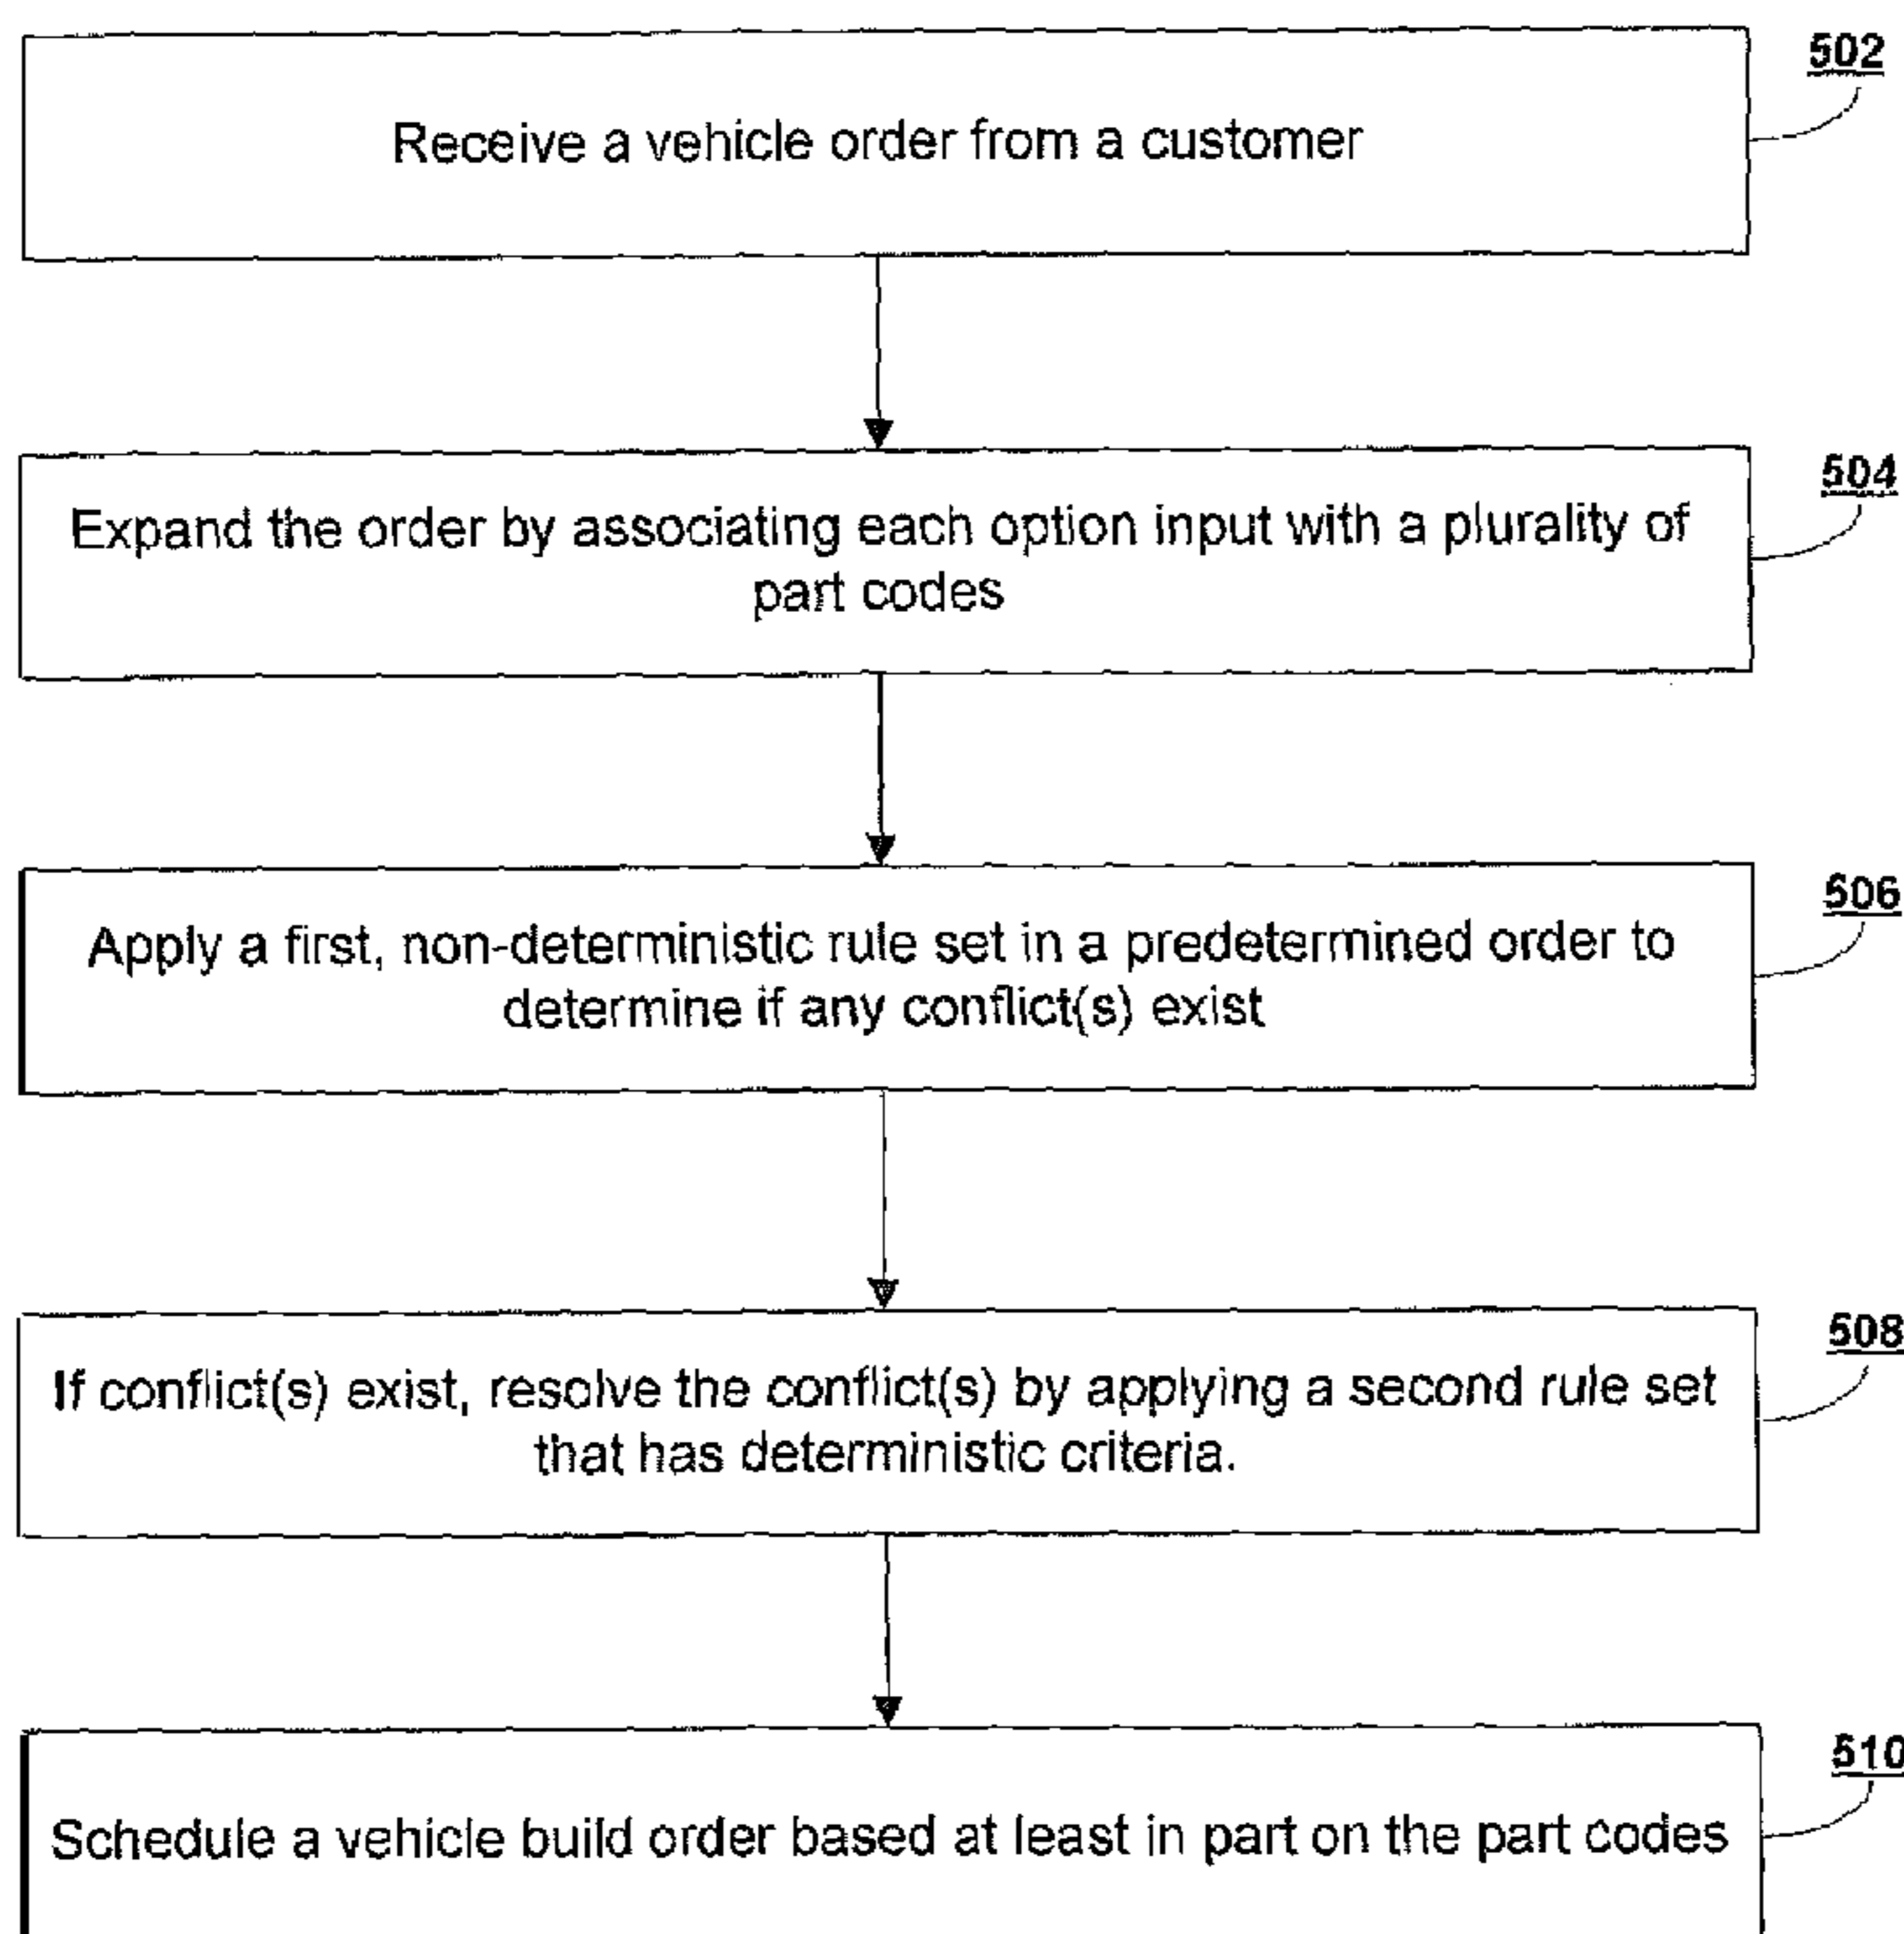 502
Receive a vehicle order from a customer
504
Expand the order by associating each option input with a plurality of
part codes
506
Apply a first, non-deterministic rule set in a predetermined order to
determine if any conflict(s) exist
508
If conflict(s) exist, resolve the conflict(s) by applying a second rule set
that has deterministic criteria.
510
Schedule a vehicle build order based at least in part on the part codes